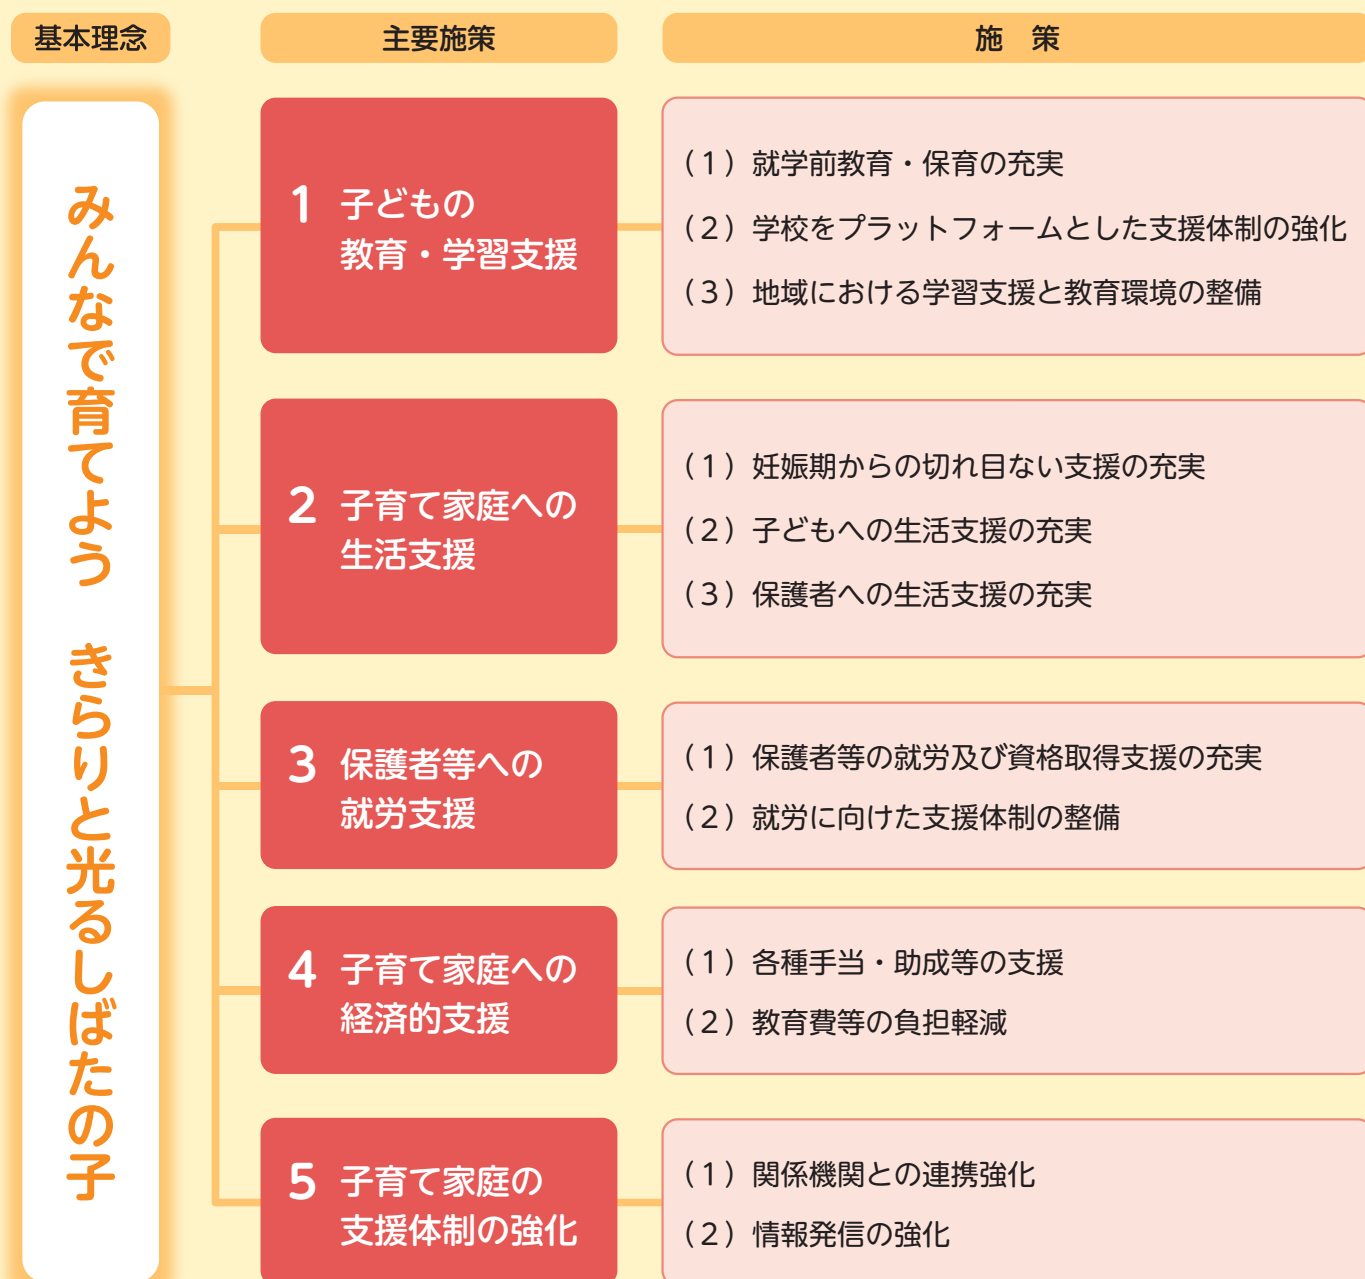 基本理念
主要施策
施　策
みんなで育てよう　きらりと光るしばたの子
1 子どもの
教育・学習支援
（１）就学前教育・保育の充実
（２）学校をプラットフォームとした支援体制の強化
（３）地域における学習支援と教育環境の整備
2 子育て家庭への
生活支援
（１）妊娠期からの切れ目ない支援の充実
（２）子どもへの生活支援の充実
（３）保護者への生活支援の充実
3 保護者等への
就労支援
（１）保護者等の就労及び資格取得支援の充実
（２）就労に向けた支援体制の整備
4 子育て家庭への
経済的支援
（１）各種手当・助成等の支援
（２）教育費等の負担軽減
5 子育て家庭の
支援体制の強化
（１）関係機関との連携強化
（２）情報発信の強化